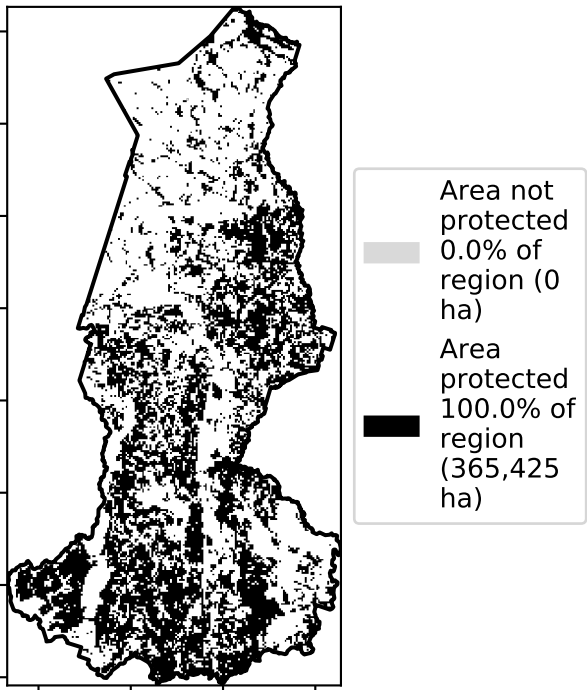 Area not
protected
0.0% of
region (0
ha)
Area
protected
100.0% of
region
(365,425
ha)